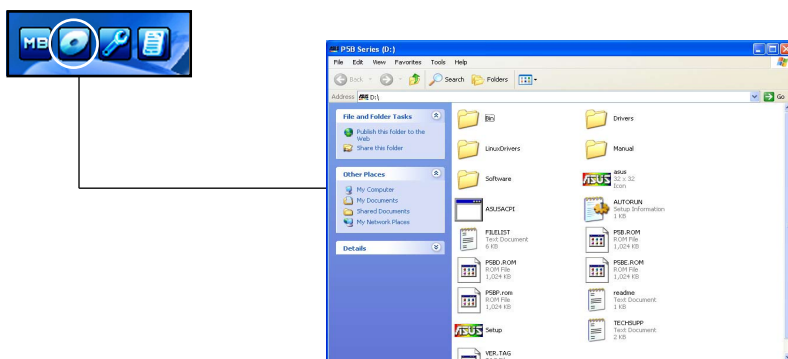 MB
P5B Series (D:)
File Edit View Favorites Tools Help
Back Search Folders
Address D:\ Go
File and Folder Tasks
Publish this folder to the
Web
Share this folder
Other Places
My Computer
My Documents
Shared Documents
My Network Places
Details
Bin
Drivers
LinuxDrivers
Manual
Software
ASUS
asus
32 x 32
Icon
ASUSACPI
AUTORUN
Setup Information
1 KB
FILELIST
Text Document
6 KB
P5B.ROM
ROM File
1,024 KB
P5BD.ROM
ROM File
1,024 KB
P5BE.ROM
ROM File
1,024 KB
P5BP.rom
ROM File
1,024 KB
readme
Text Document
1 KB
ASUS
Setup
TECHSUPP
Text Document
2 KB
VER.TAG